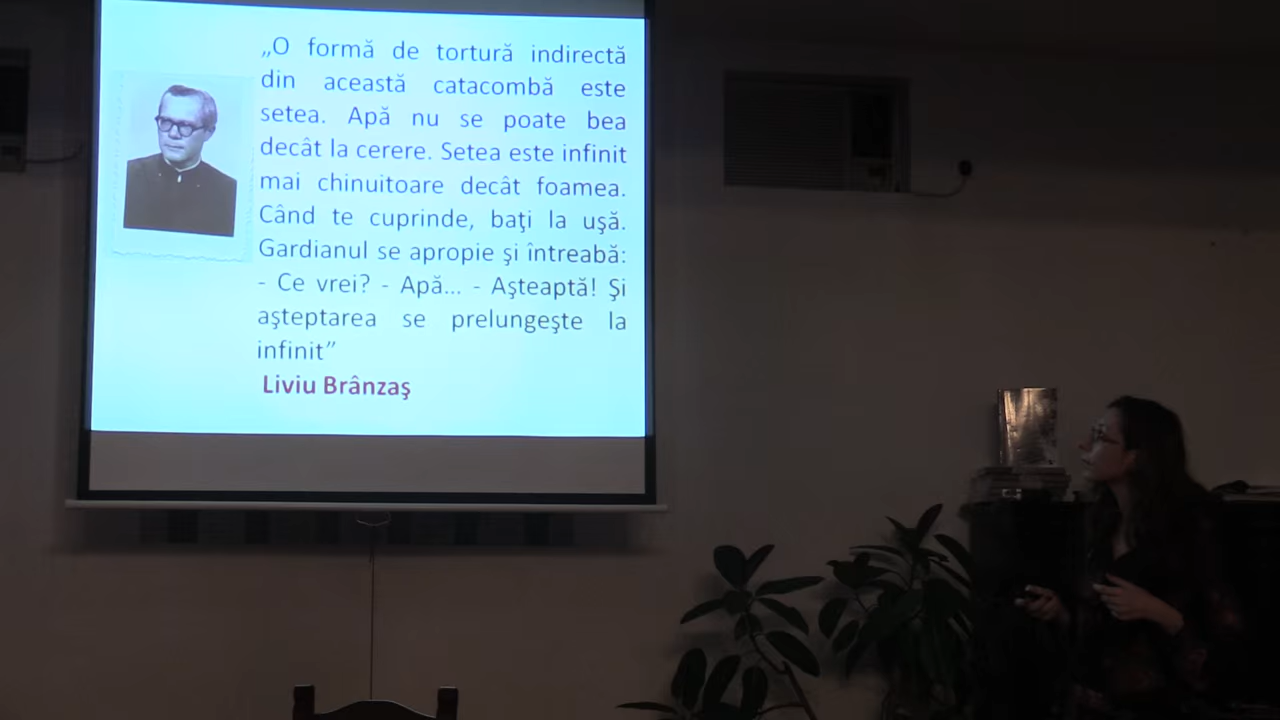 „O formă de tortură indirectă
din această catacombă este
setea. Apă nu se poate bea
decât la cerere. Setea este infinit
mai chinuitoare decât foamea.
Când te cuprinde, baţi la uşă.
Gardianul se apropie şi întreabă:
- Ce vrei? - Apă... - Aşteaptă! Şi
aşteptarea se prelungeşte la
infinit”
Liviu Brânzaş